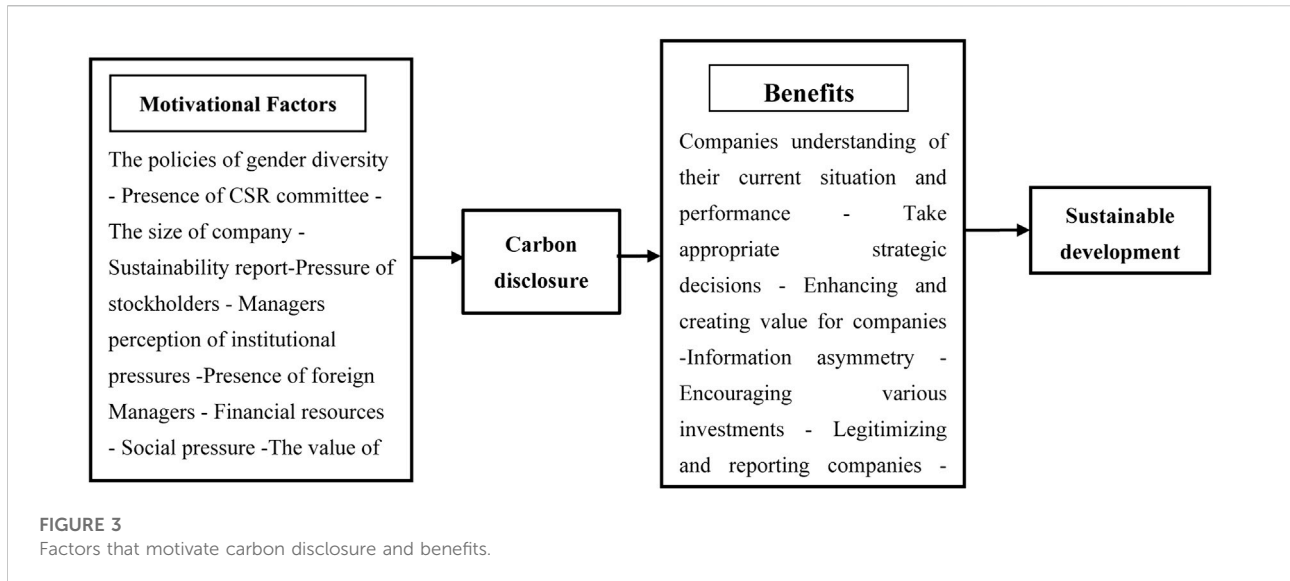 Motivational Factors
The policies of gender diversity
- Presence of CSR committee -
The size of company -
Sustainability report-Pressure of
stockholders - Managers
perception of institutional
pressures -Presence of foreign
Managers - Financial resources
- Social pressure -The value of
Carbon
disclosure
Benefits
Companies understanding of
their current situation and
performance - Take
appropriate strategic
decisions - Enhancing and
creating value for companies
-Information asymmetry -
Encouraging various
investments - Legitimizing
and reporting companies -
Sustainable
development
FIGURE 3
Factors that motivate carbon disclosure and benefits.